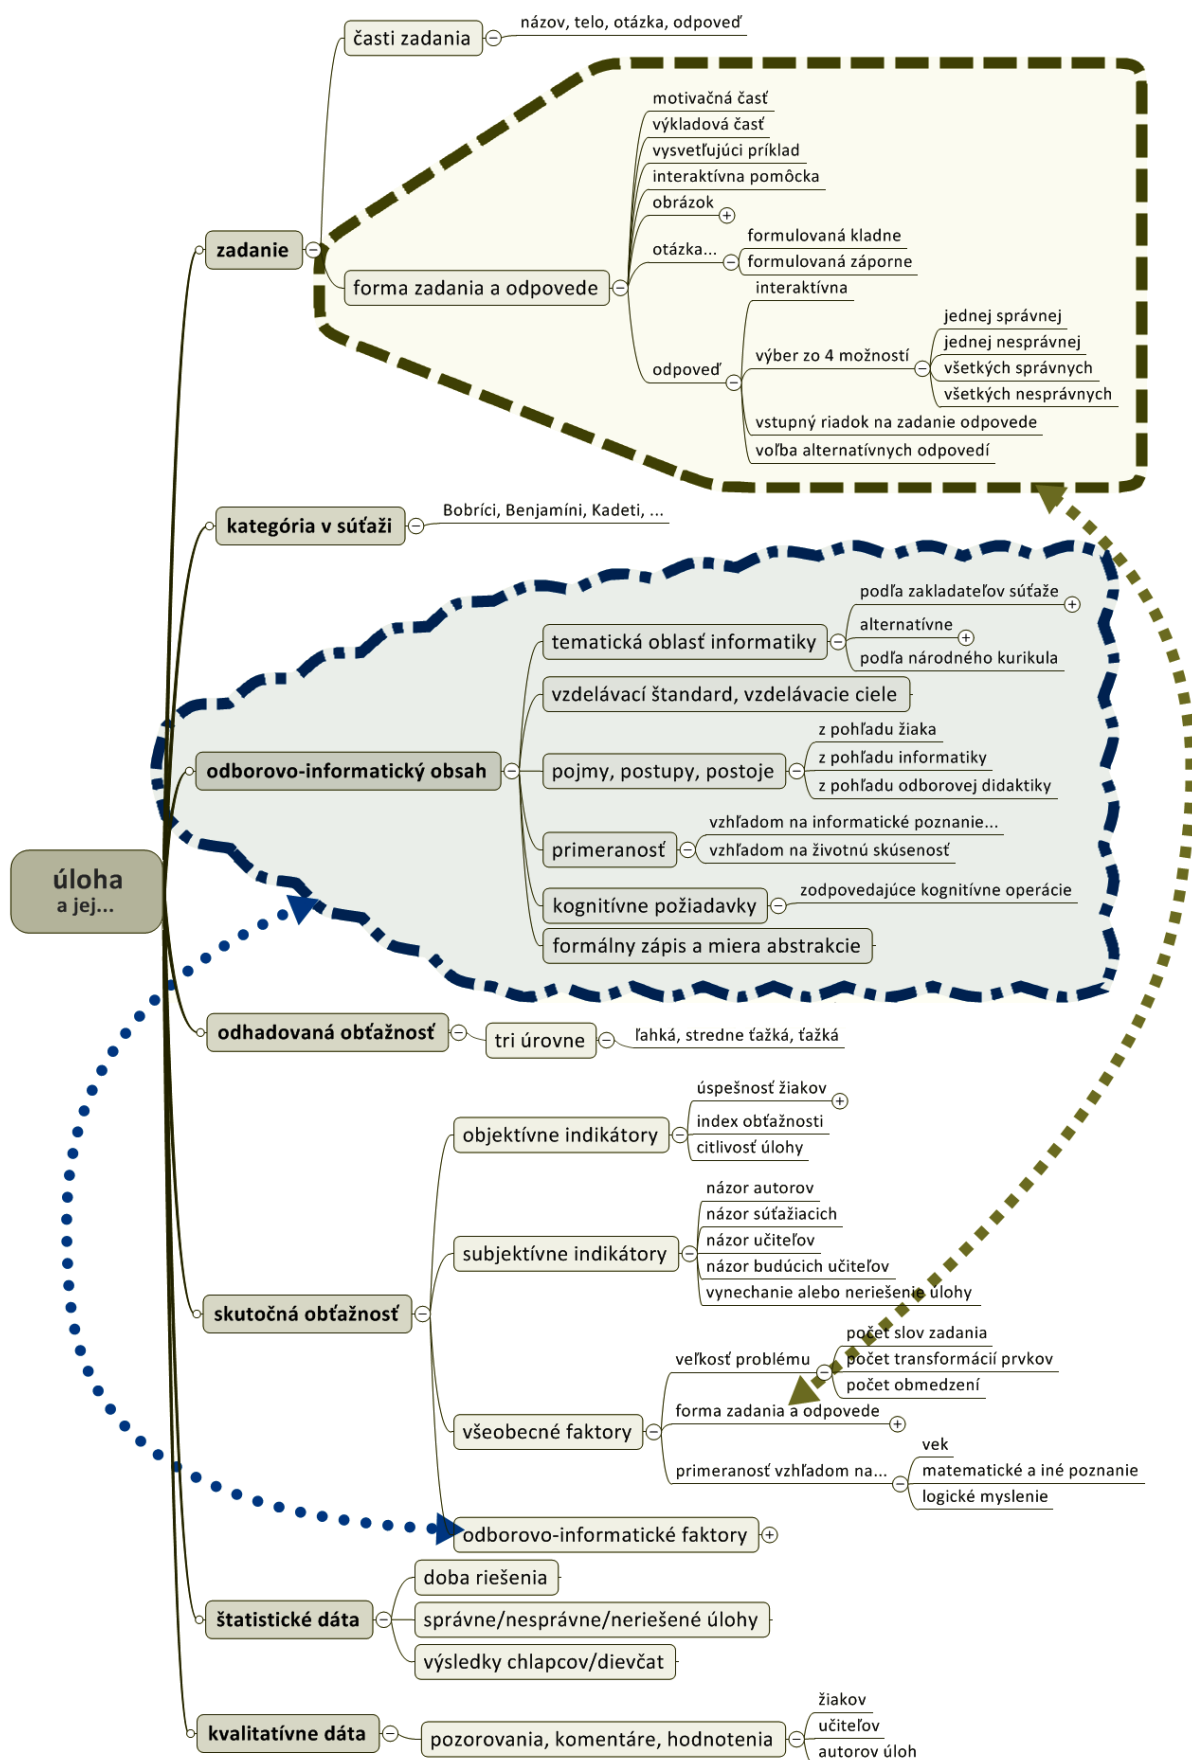 úloha
a jej...
zadanie
časti zadania
názov, telo, otázka, odpoveď
forma zadania a odpovede
motivačná časť
výkladová časť
vysvetľujúci príklad
interaktívna pomôcka
obrázok
otázka...
formulovaná kladne
formulovaná záporne
odpoveď
interaktívna
výber zo 4 možností
jednej správnej
jednej nesprávnej
všetkých správnych
všetkých nesprávnych
vstupný riadok na zadanie odpovede
voľba alternatívnych odpovedí
kategória v súťaži
Bobríci, Benjamíni, Kadeti, ...
odborovo-informatický obsah
tematická oblasť informatiky
podľa zakladateľov súťaže
alternatívne
podľa národného kurikula
vzdelávací štandard, vzdelávacie ciele
pojmy, postupy, postoje
z pohľadu žiaka
z pohľadu informatiky
z pohľadu odborovej didaktiky
primeranosť
vzhľadom na informatické poznanie...
vzhľadom na životnú skúsenosť
kognitívne požiadavky
zodpovedajúce kognitívne operácie
formálny zápis a miera abstrakcie
odhadovaná obťažnosť
tri úrovne
ľahká, stredne ťažká, ťažká
skutočná obťažnosť
objektívne indikátory
úspešnosť žiakov
index obťažnosti
citlivosť úlohy
subjektívne indikátory
názor autorov
názor súťažiacich
názor učiteľov
názor budúcich učiteľov
vynechanie alebo neriešenie úlohy
všeobecné faktory
veľkosť problému
počet slov zadania
počet transformácií prvkov
počet obmedzení
forma zadania a odpovede
primeranosť vzhľadom na...
vek
matematické a iné poznanie
logické myslenie
odborovo-informatické faktory
štatistické dáta
doba riešenia
správne/nesprávne/neriešené úlohy
výsledky chlapcov/dievčat
kvalitatívne dáta
pozorovania, komentáre, hodnotenia
žiakov
učiteľov
autorov úloh